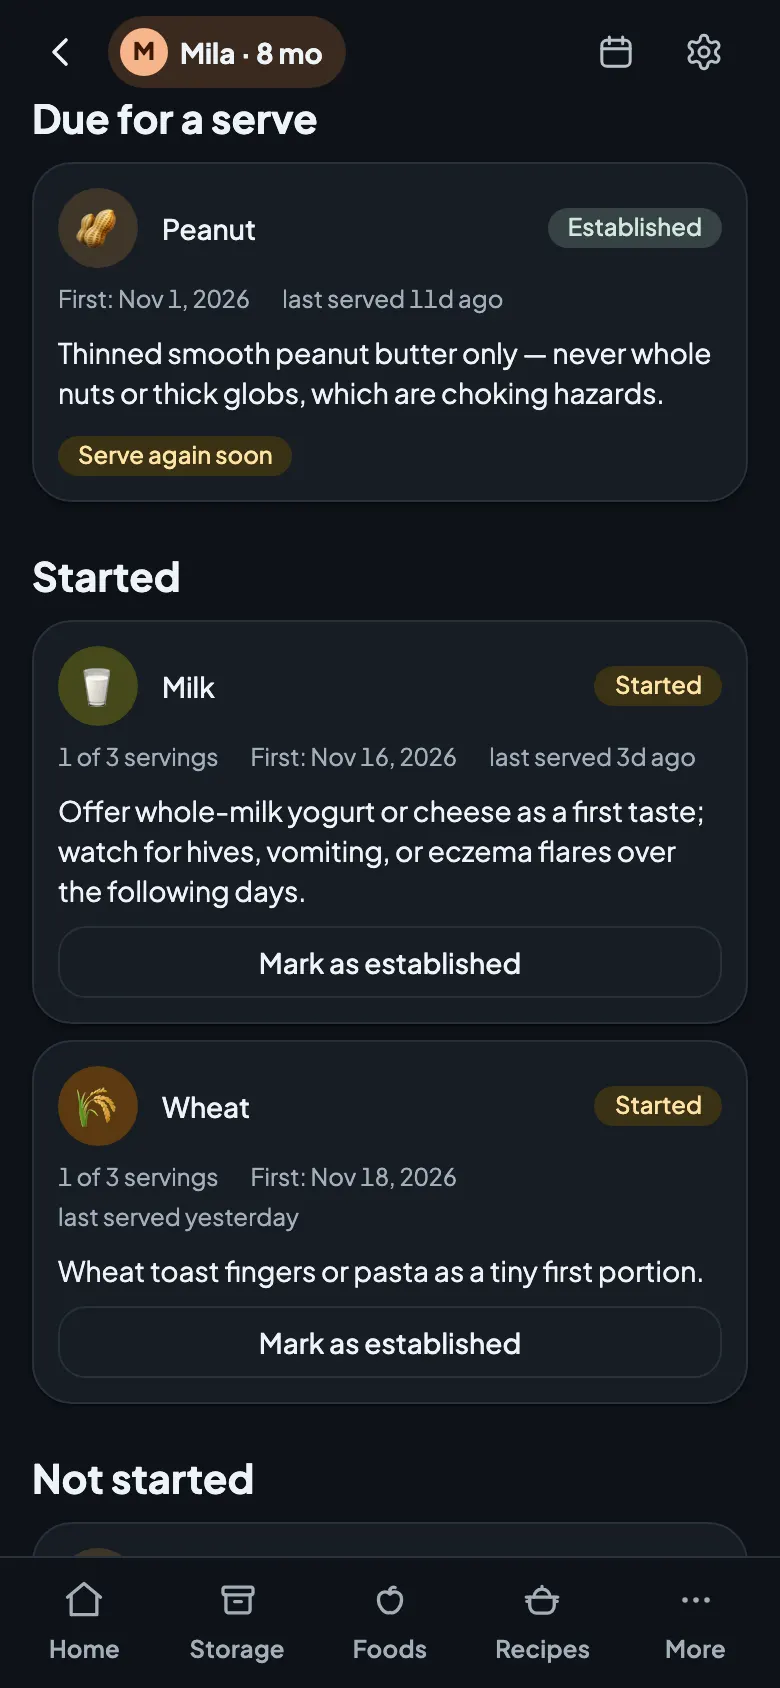 M Mila · 8 mo
Due for a serve
Peanut Established
First: Nov 1, 2026 last served 11d ago
Thinned smooth peanut butter only — never whole
nuts or thick globs, which are choking hazards.
Serve again soon
Started
Milk Started
1 of 3 servings First: Nov 16, 2026 last served 3d ago
Offer whole-milk yogurt or cheese as a first taste;
watch for hives, vomiting, or eczema flares over
the following days.
Mark as established
Wheat Started
1 of 3 servings First: Nov 18, 2026
last served yesterday
Wheat toast fingers or pasta as a tiny first portion.
Mark as established
Not started
Home Storage Foods Recipes More